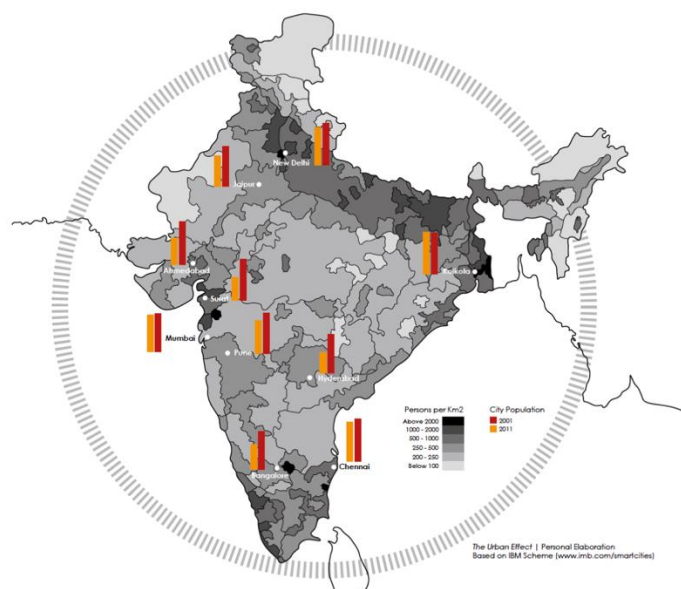 New Delhi
Jaipur
Ahmedabad
Kolkata
Surat
Mumbai
Pune
Hyderabad
Bangalore
Chennai
Persons per Km2
Above 2000
1000 - 2000
500 - 1000
250 - 500
200 - 250
Below 100
City Population
2001
2011
The Urban Effect | Personal Elaboration
Based on IBM Scheme (www.imb.com/smartcities)